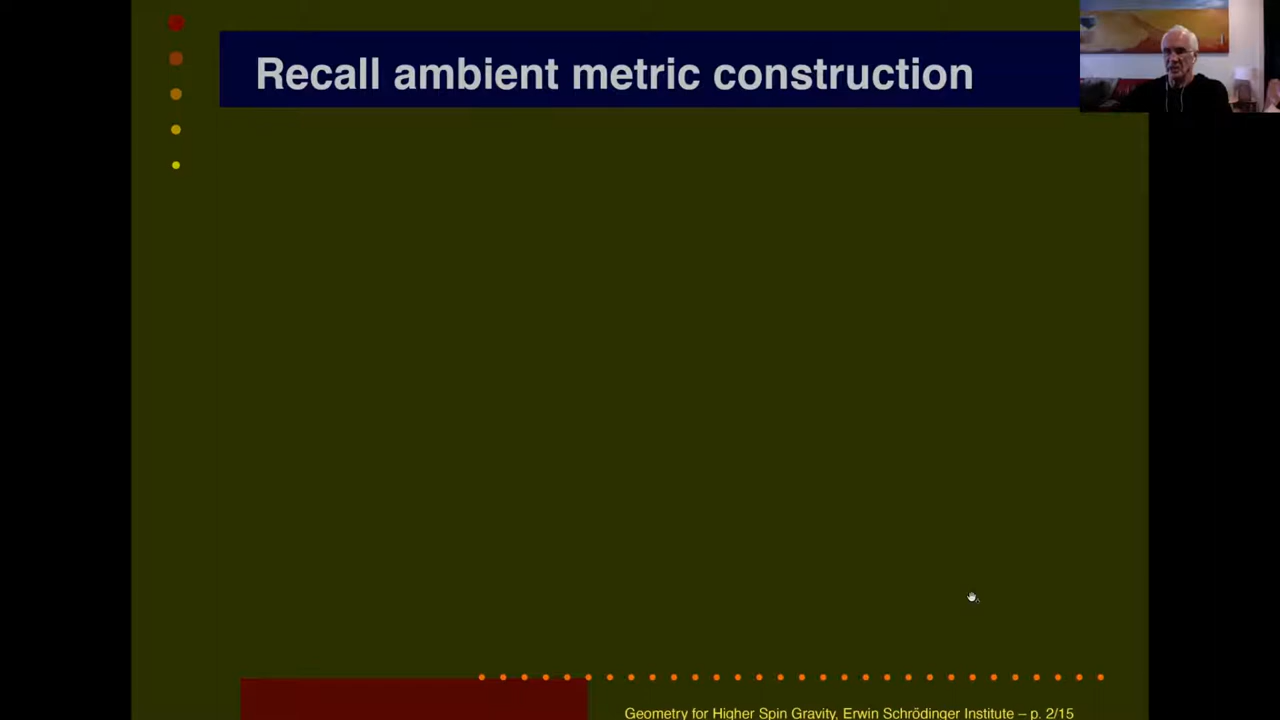 Recall ambient metric construction
Geometry for Higher Spin Gravity, Erwin Schrödinger Institute – p. 2/15